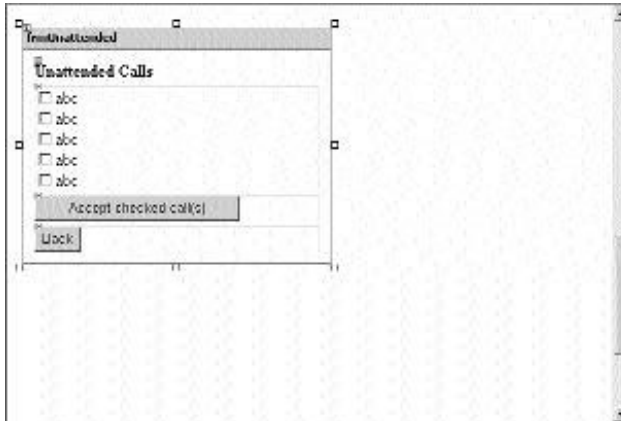 frmUnattended
Unattended Calls
abc
abc
abc
abc
abc
Accept checked call(s)
Back